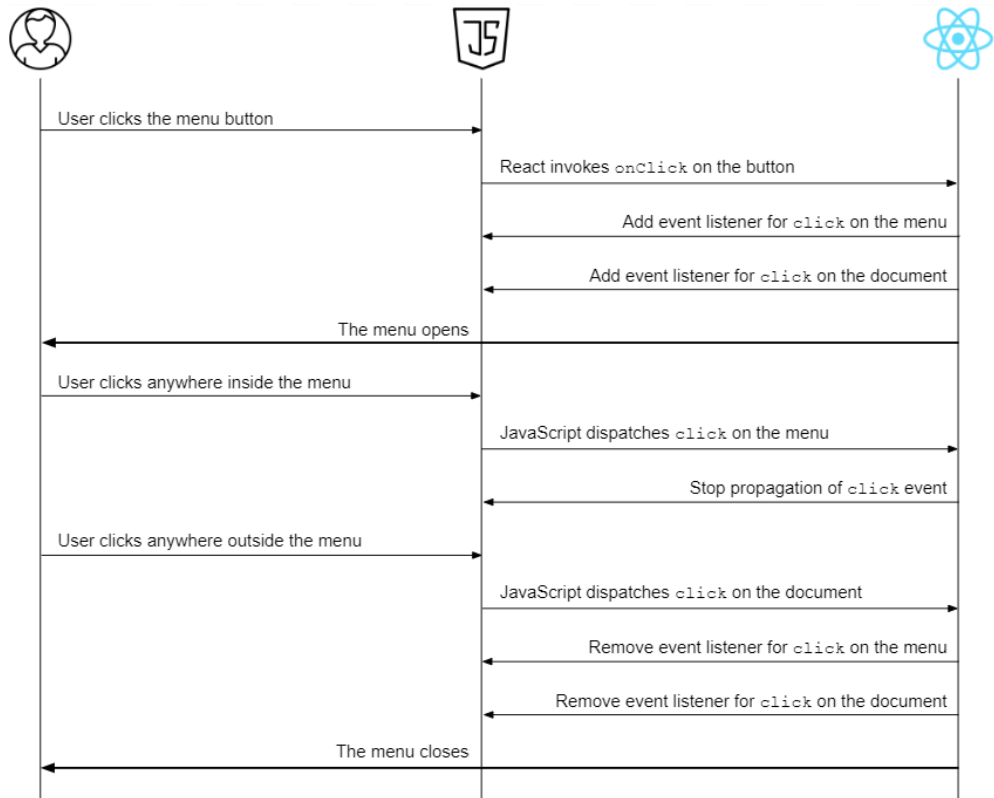 JS
User clicks the menu button
React invokes onClick on the button
Add event listener for click on the menu
Add event listener for click on the document
The menu opens
User clicks anywhere inside the menu
JavaScript dispatches click on the menu
Stop propagation of click event
User clicks anywhere outside the menu
JavaScript dispatches click on the document
Remove event listener for click on the menu
Remove event listener for click on the document
The menu closes